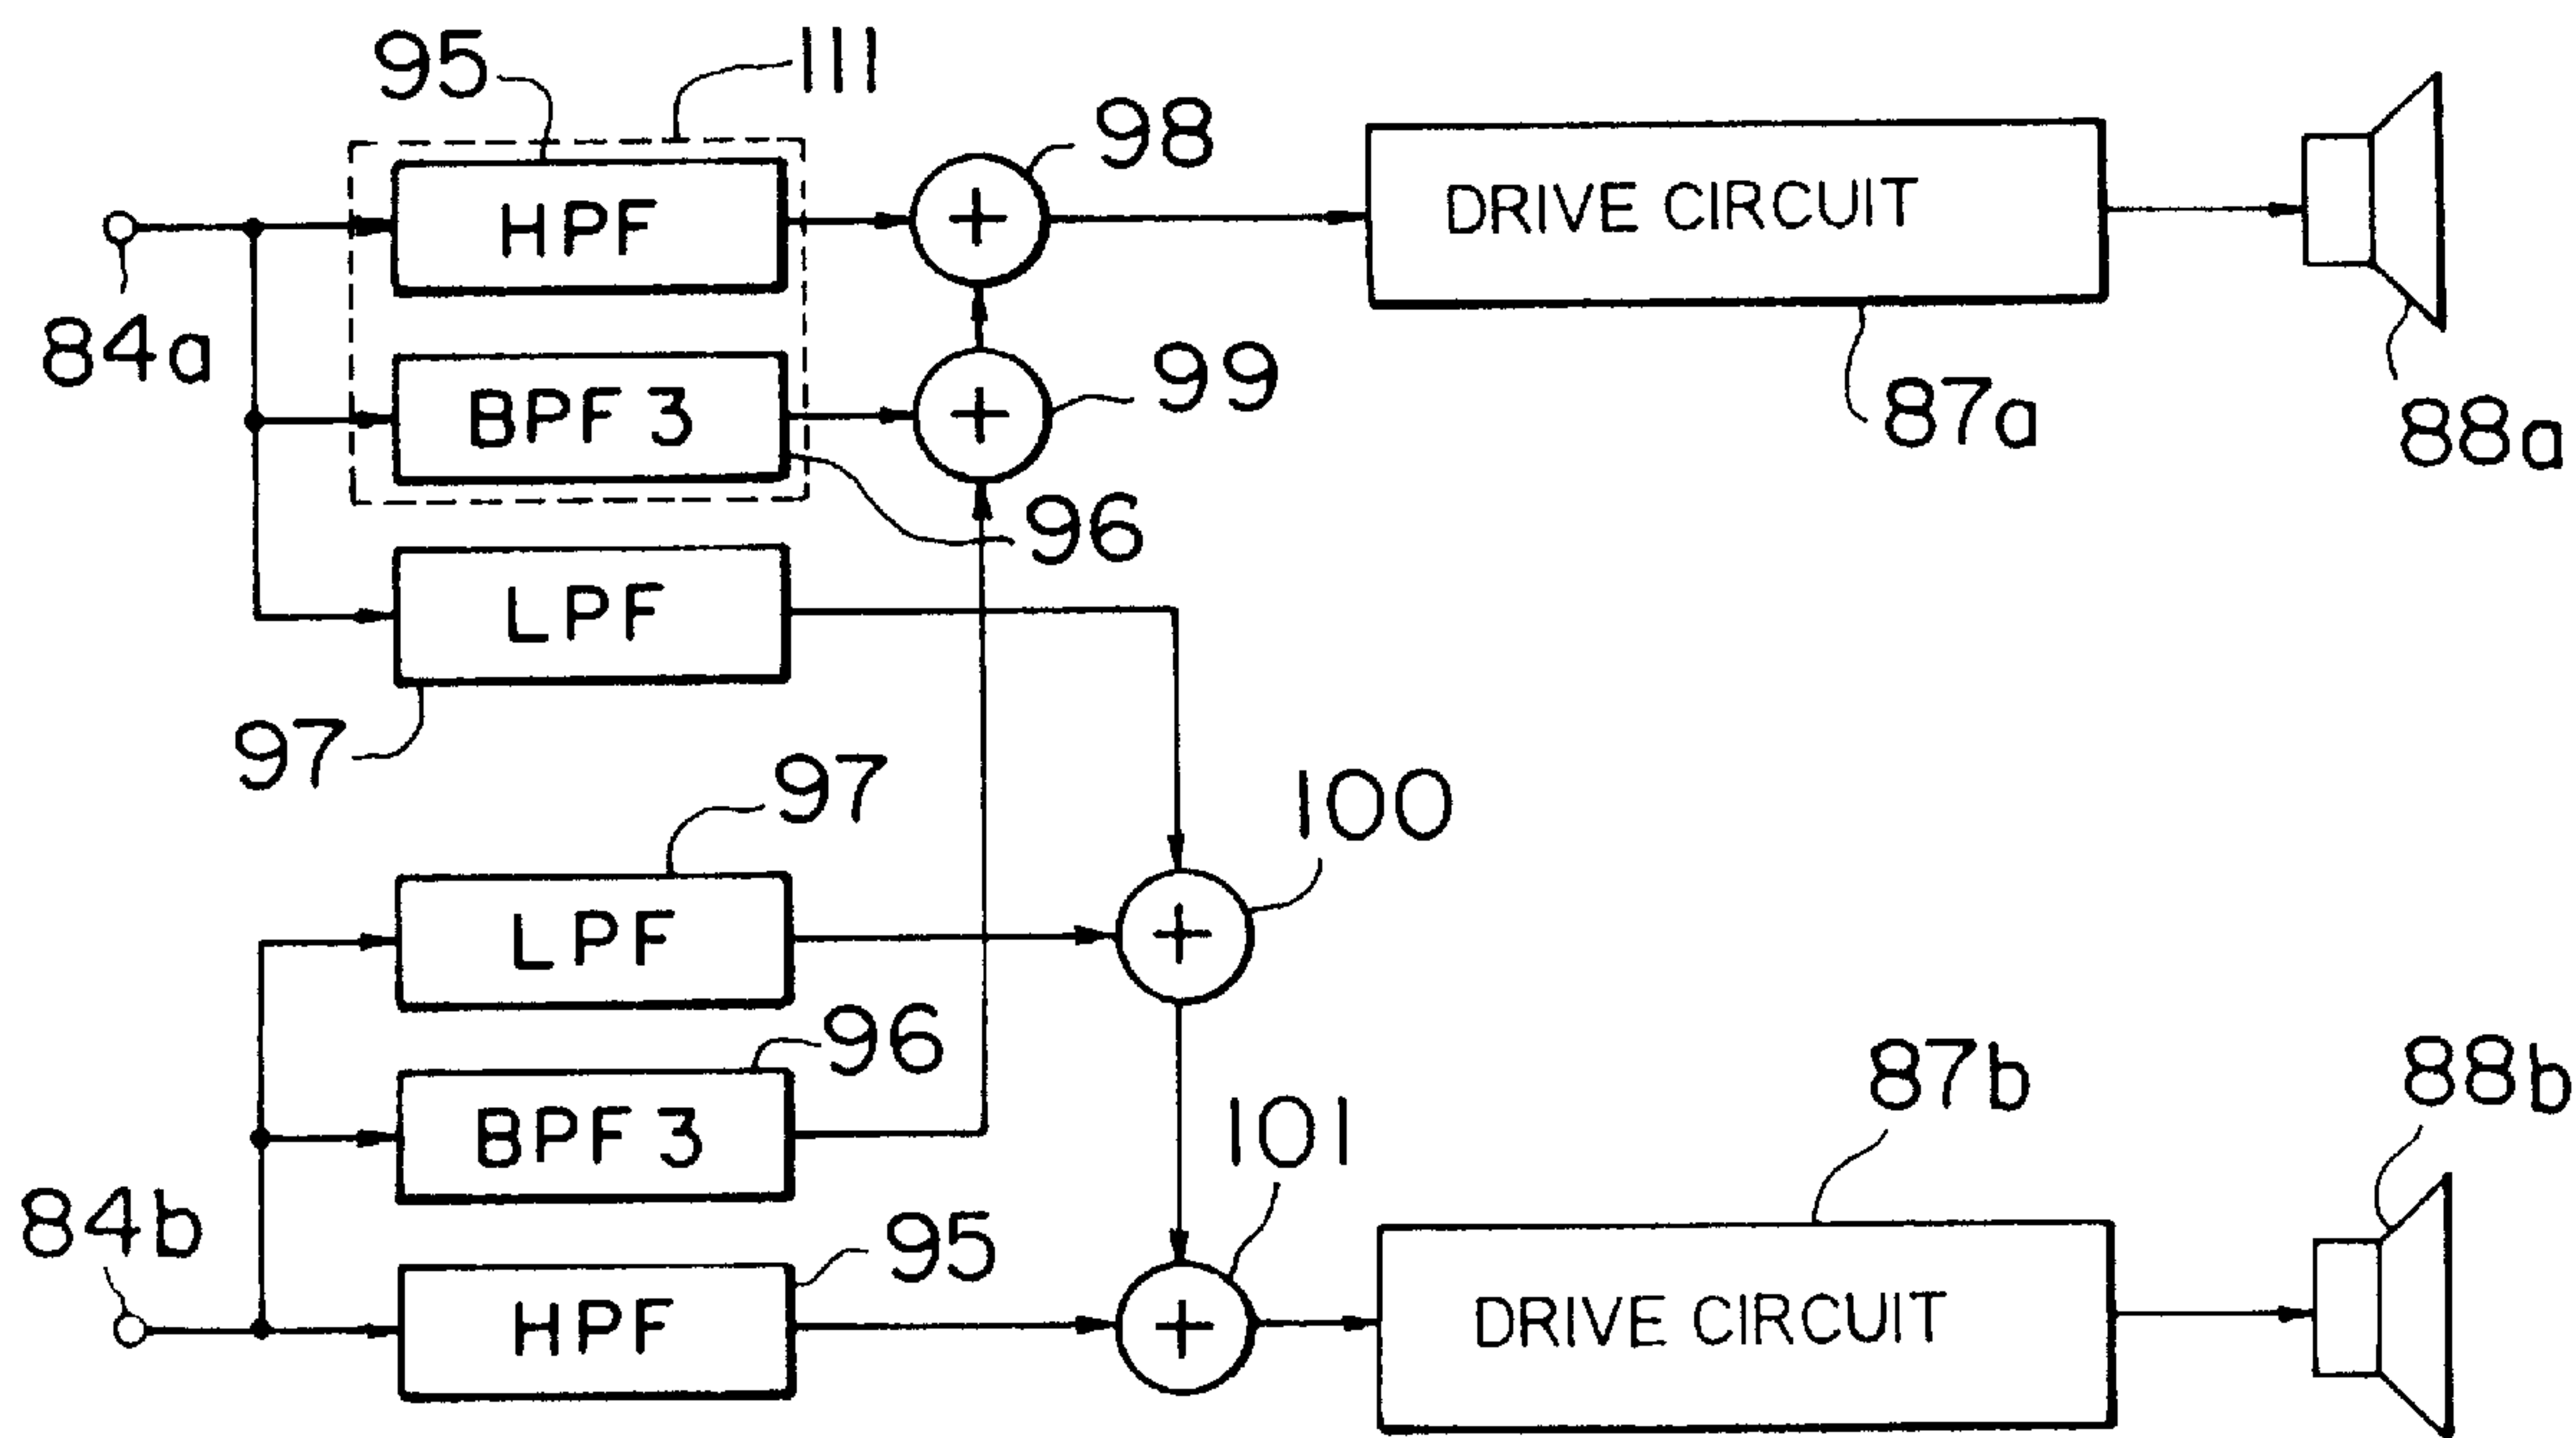 95
111
98
HPF
DRIVE CIRCUIT
84a
99
87a
88a
BPF 3
96
LPF
97
97
100
LPF
96
87b
88b
BPF 3
101
84b
95
HPF
DRIVE CIRCUIT